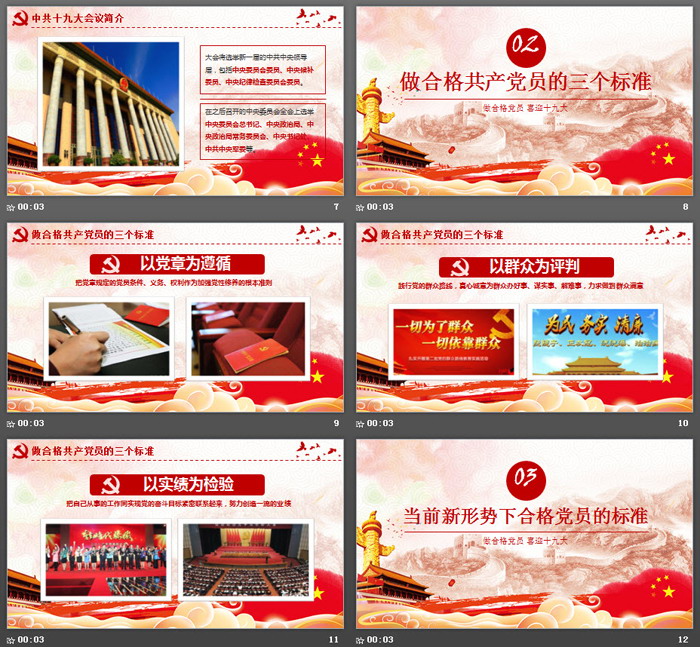 中共十九大会议简介
大会将选举新一届的中共中央领导
层，包括中央委员会委员、中央候补
委员、中央纪律检查委员会委员。
在之后召开的中央委员会全会上选举
中央委员会总书记、中央政治局、中
央政治局常务委员会、中央书记处、
中共中央军委等。
00:03
7
02
做合格共产党员的三个标准
做合格党员 喜迎十九大
00:03
8
做合格共产党员的三个标准
以党章为遵循
把党章规定的党员条件、义务、权利作为加强党性修养的根本准则
00:03
9
做合格共产党员的三个标准
以群众为评判
践行党的群众路线，真心诚意为群众办好事、谋实事、解难事，力求做到群众满意
一切为了群众
一切依靠群众
为民 务实 清廉
00:03
10
做合格共产党员的三个标准
以实绩为检验
把自己从事的工作同实现党的奋斗目标紧密联系起来，努力创造一流的业绩
00:03
11
03
当前新形势下合格党员的标准
做合格党员 喜迎十九大
00:03
12